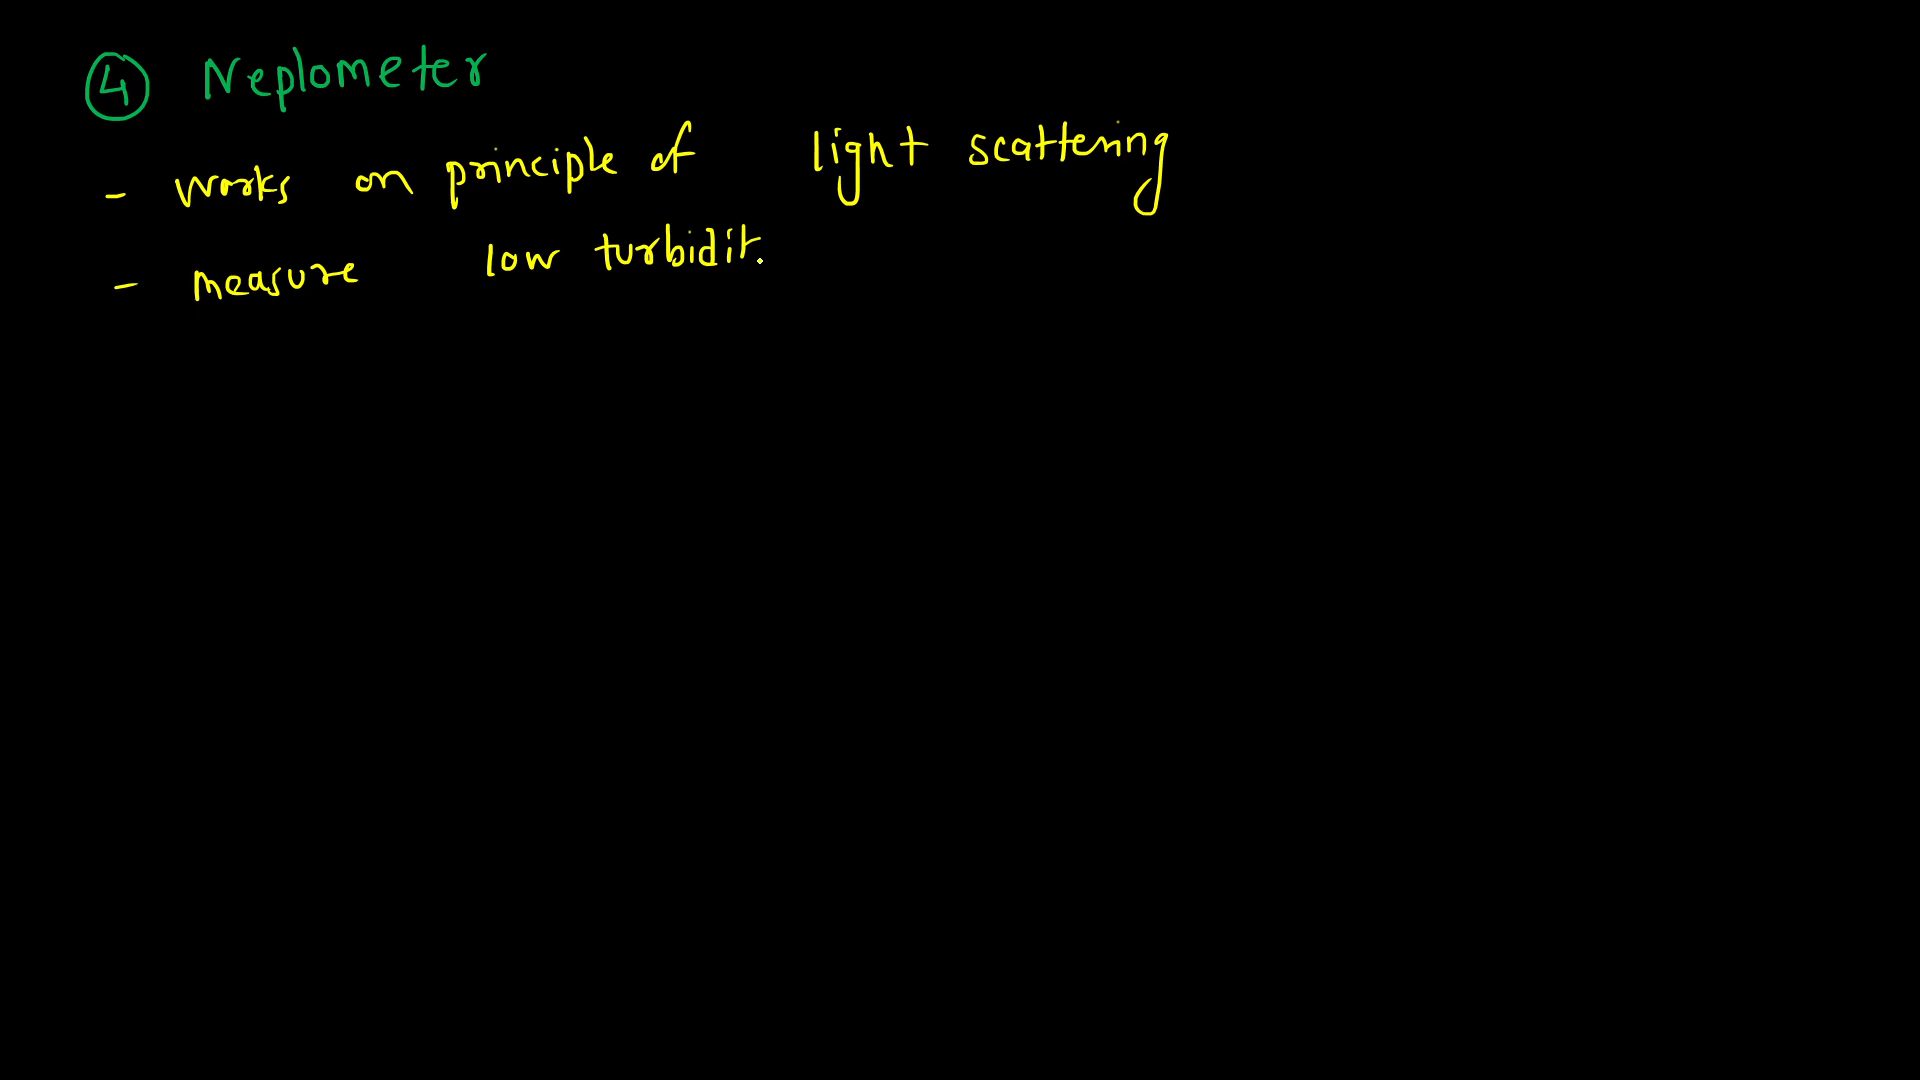 ④ Neplometer
- works on principle of light scattering
- measure low turbidit.